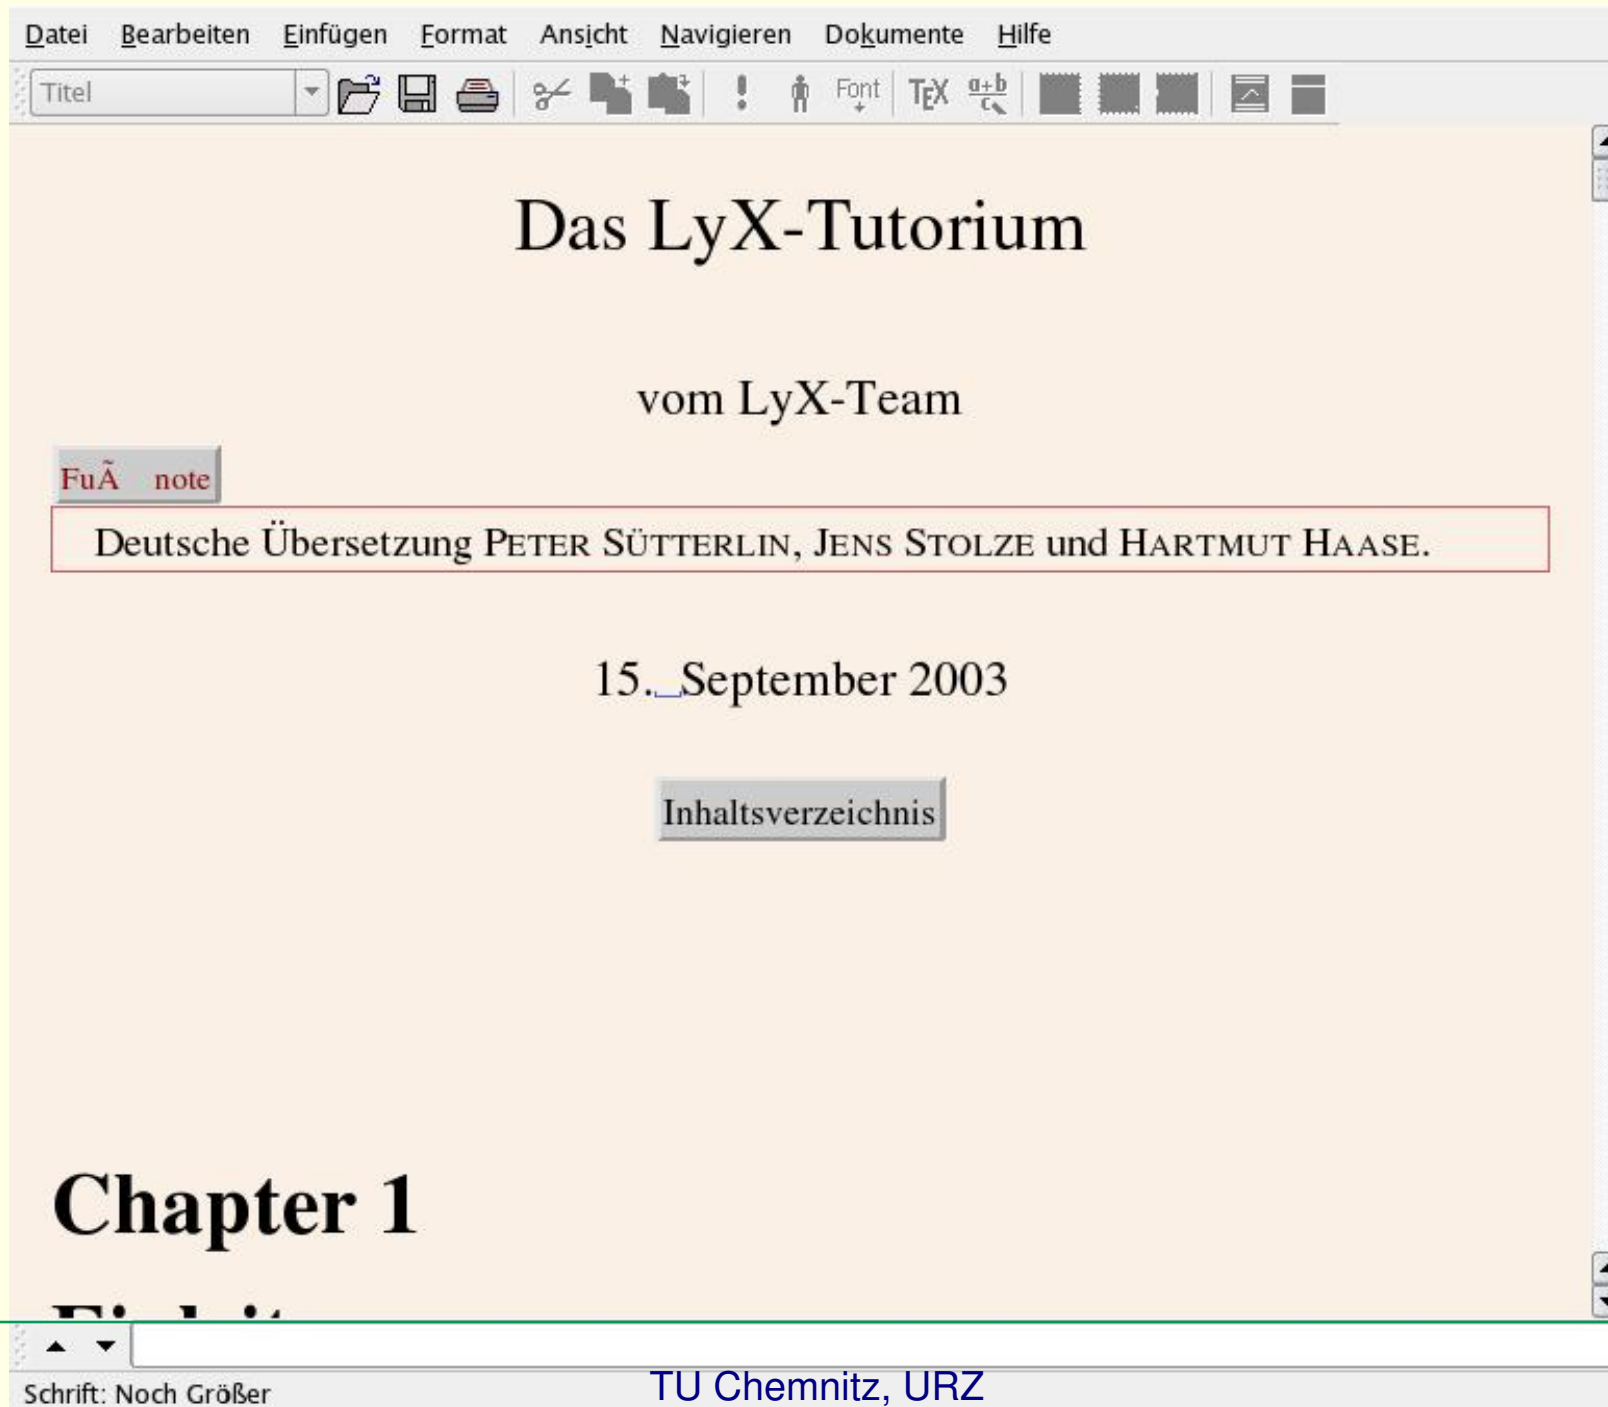 Datei Bearbeiten Einfügen Format Ansicht Navigieren Dokumente Hilfe
Titel Font TEX a+b c
Das LyX-Tutorium
vom LyX-Team
FuÃ note
Deutsche Übersetzung PETER SÜTTERLIN, JENS STOLZE und HARTMUT HAASE.
15. September 2003
Inhaltsverzeichnis
Chapter 1
Schrift: Noch Größer
TU Chemnitz, URZ